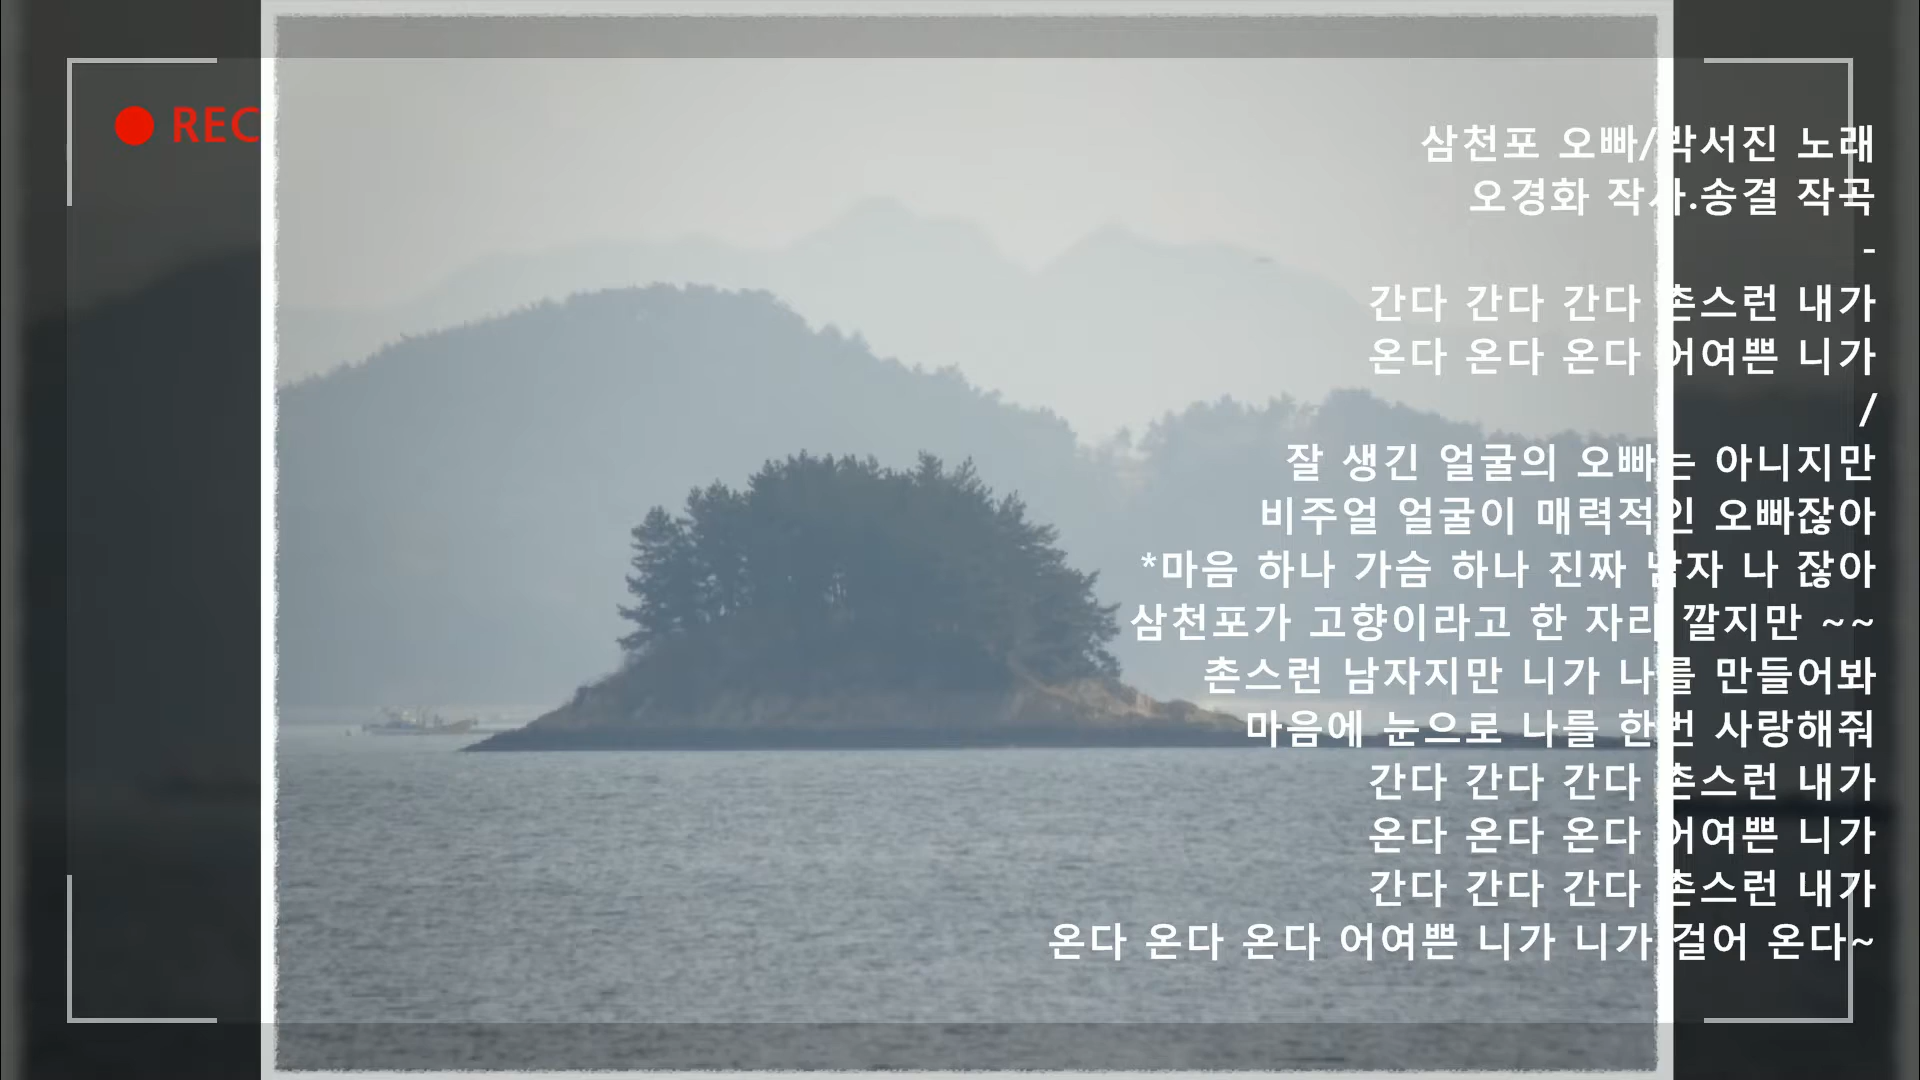 REC
삼천포 오빠/박서진 노래
오경화 작사.송결 작곡
-
간다 간다 간다 촌스런 내가
온다 온다 온다 어여쁜 니가
/
잘 생긴 얼굴의 오빠는 아니지만
비주얼 얼굴이 매력적인 오빠잖아
*마음 하나 가슴 하나 진짜 남자 나 잖아
삼천포가 고향이라고 한 자리 깔지만 ~~
촌스런 남자지만 니가 나를 만들어봐
마음에 눈으로 나를 한번 사랑해줘
간다 간다 간다 촌스런 내가
온다 온다 온다 어여쁜 니가
간다 간다 간다 촌스런 내가
온다 온다 온다 어여쁜 니가 니가 걸어 온다~